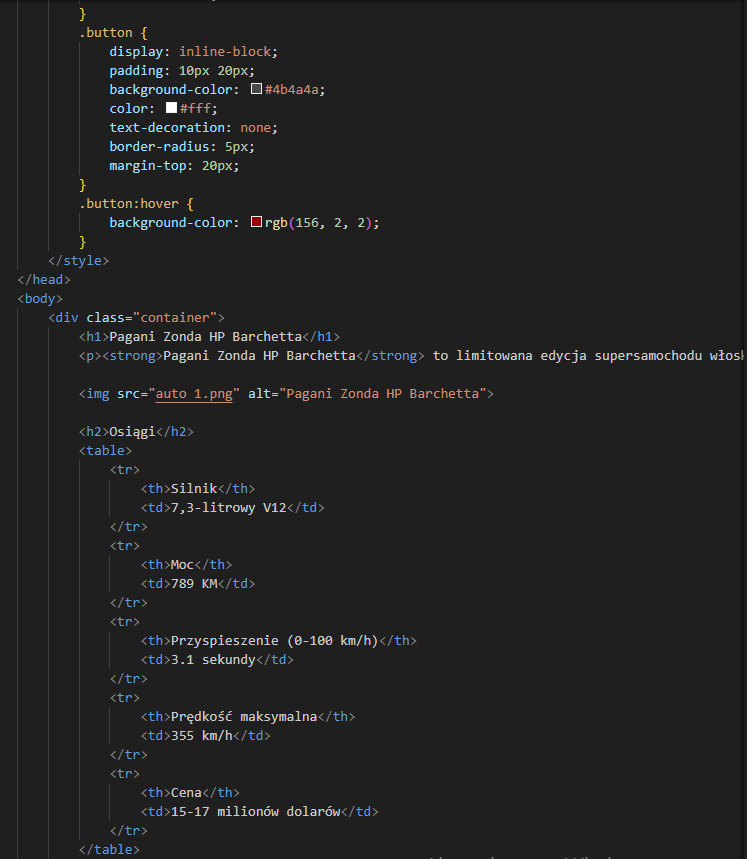 }
.button {
display: inline-block;
padding: 10px 20px;
background-color: #4b4a4a;
color: #fff;
text-decoration: none;
border-radius: 5px;
margin-top: 20px;
}
.button:hover {
background-color: rgb(156, 2, 2);
}
</style>
</head>
<body>
<div class="container">
<h1>Pagani Zonda HP Barchetta</h1>
<p><strong>Pagani Zonda HP Barchetta</strong> to limitowana edycja supersamochodu
<img src="auto 1.png" alt="Pagani Zonda HP Barchetta">
<h2>Osiągi</h2>
<table>
<tr>
<th>Silnik</th>
<td>7,3-litrowy V12</td>
</tr>
<tr>
<th>Moc</th>
<td>789 KM</td>
</tr>
<tr>
<th>Przyspieszenie (0-100 km/h)</th>
<td>3.1 sekundy</td>
</tr>
<tr>
<th>Prędkość maksymalna</th>
<td>355 km/h</td>
</tr>
<tr>
<th>Cena</th>
<td>15-17 milionów dolarów</td>
</tr>
</table>